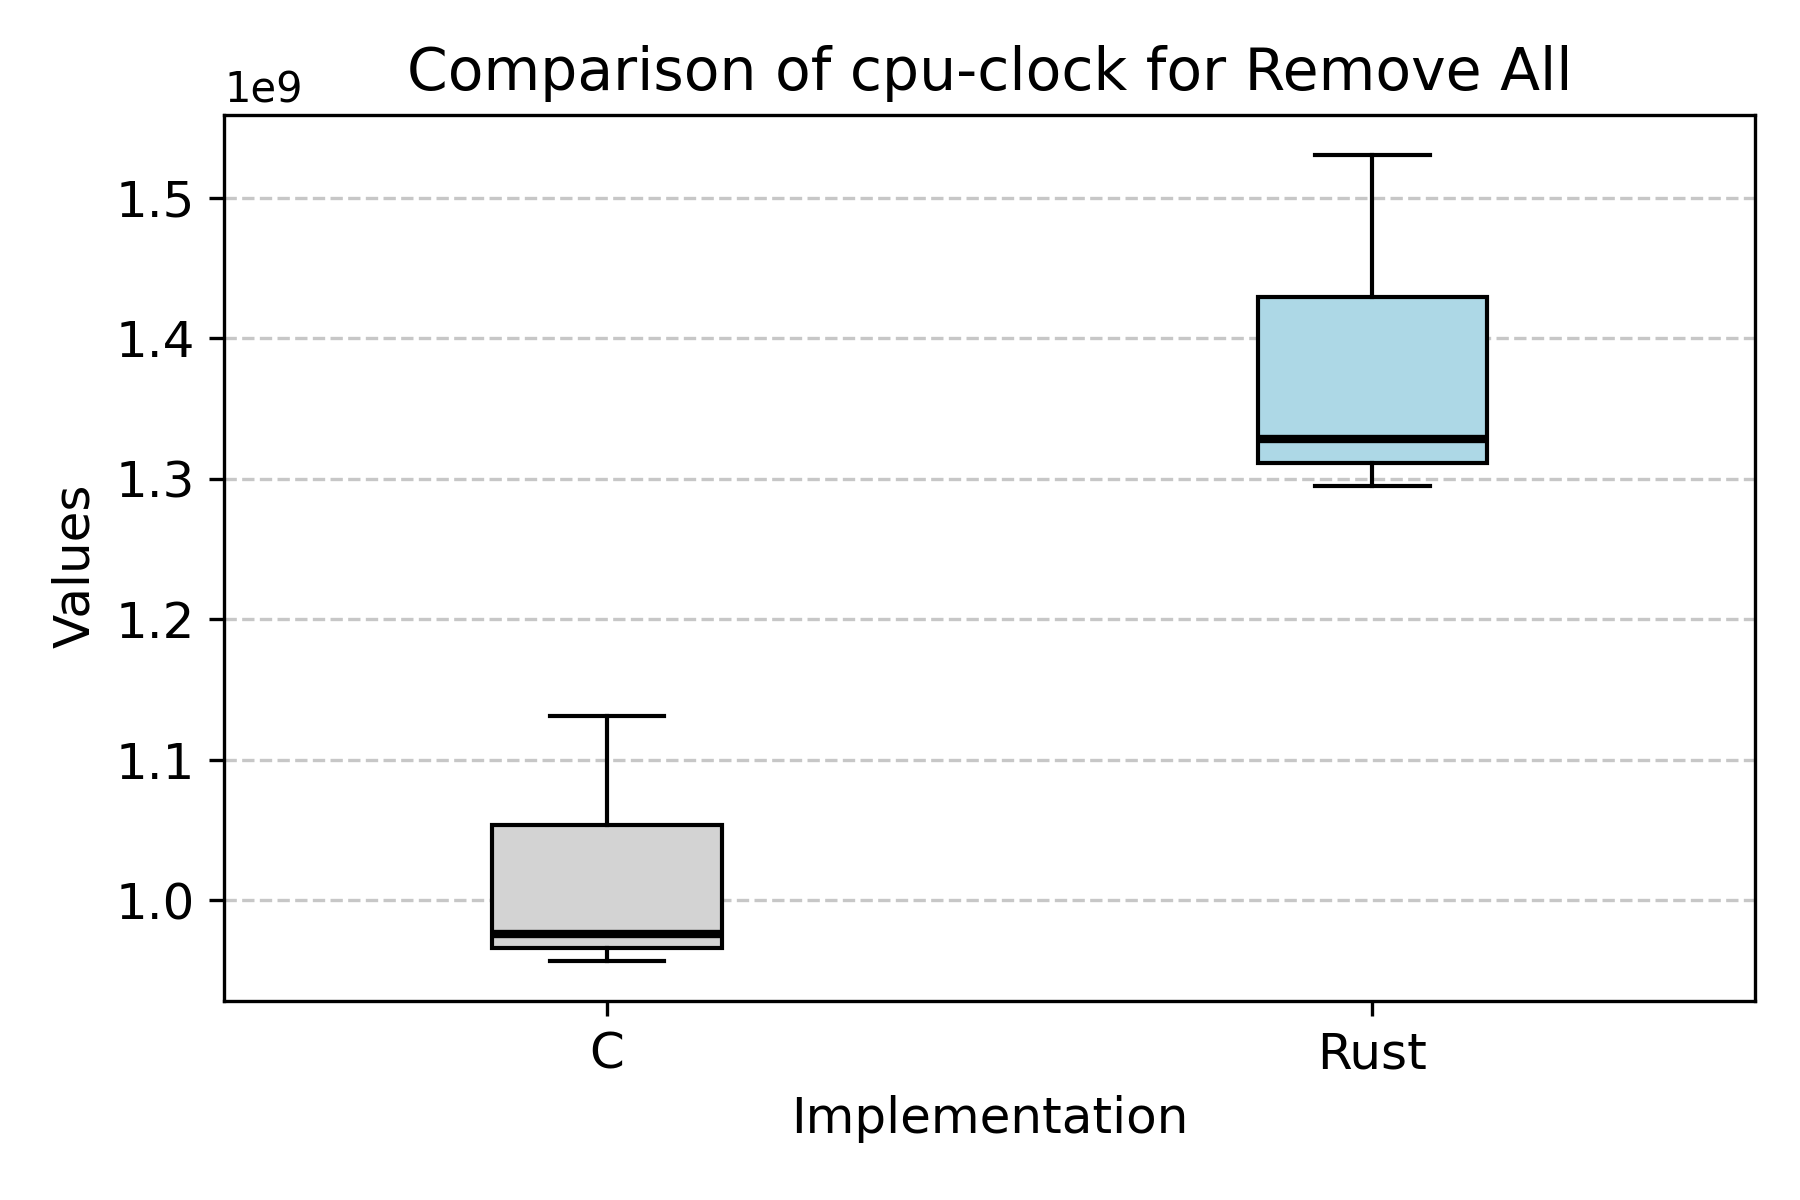 Comparison of cpu-clock for Remove All
1e9
1.5
1.4
1.3
1.2
1.1
1.0
Values
C
Rust
Implementation